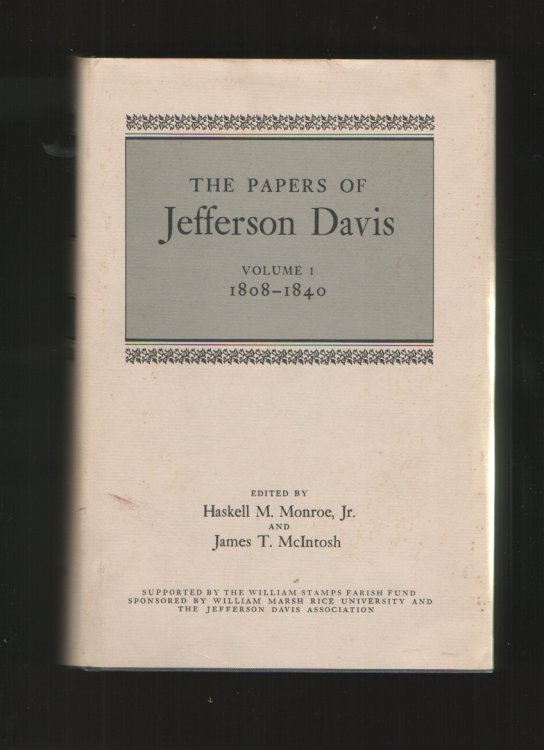 THE PAPERS OF
Jefferson Davis
VOLUME I
1808–1840
EDITED BY
Haskell M. Monroe, Jr.
AND
James T. McIntosh
SUPPORTED BY THE WILLIAM STAMPS FARISH FUND
SPONSORED BY WILLIAM MARSH RICE UNIVERSITY AND
THE JEFFERSON DAVIS ASSOCIATION